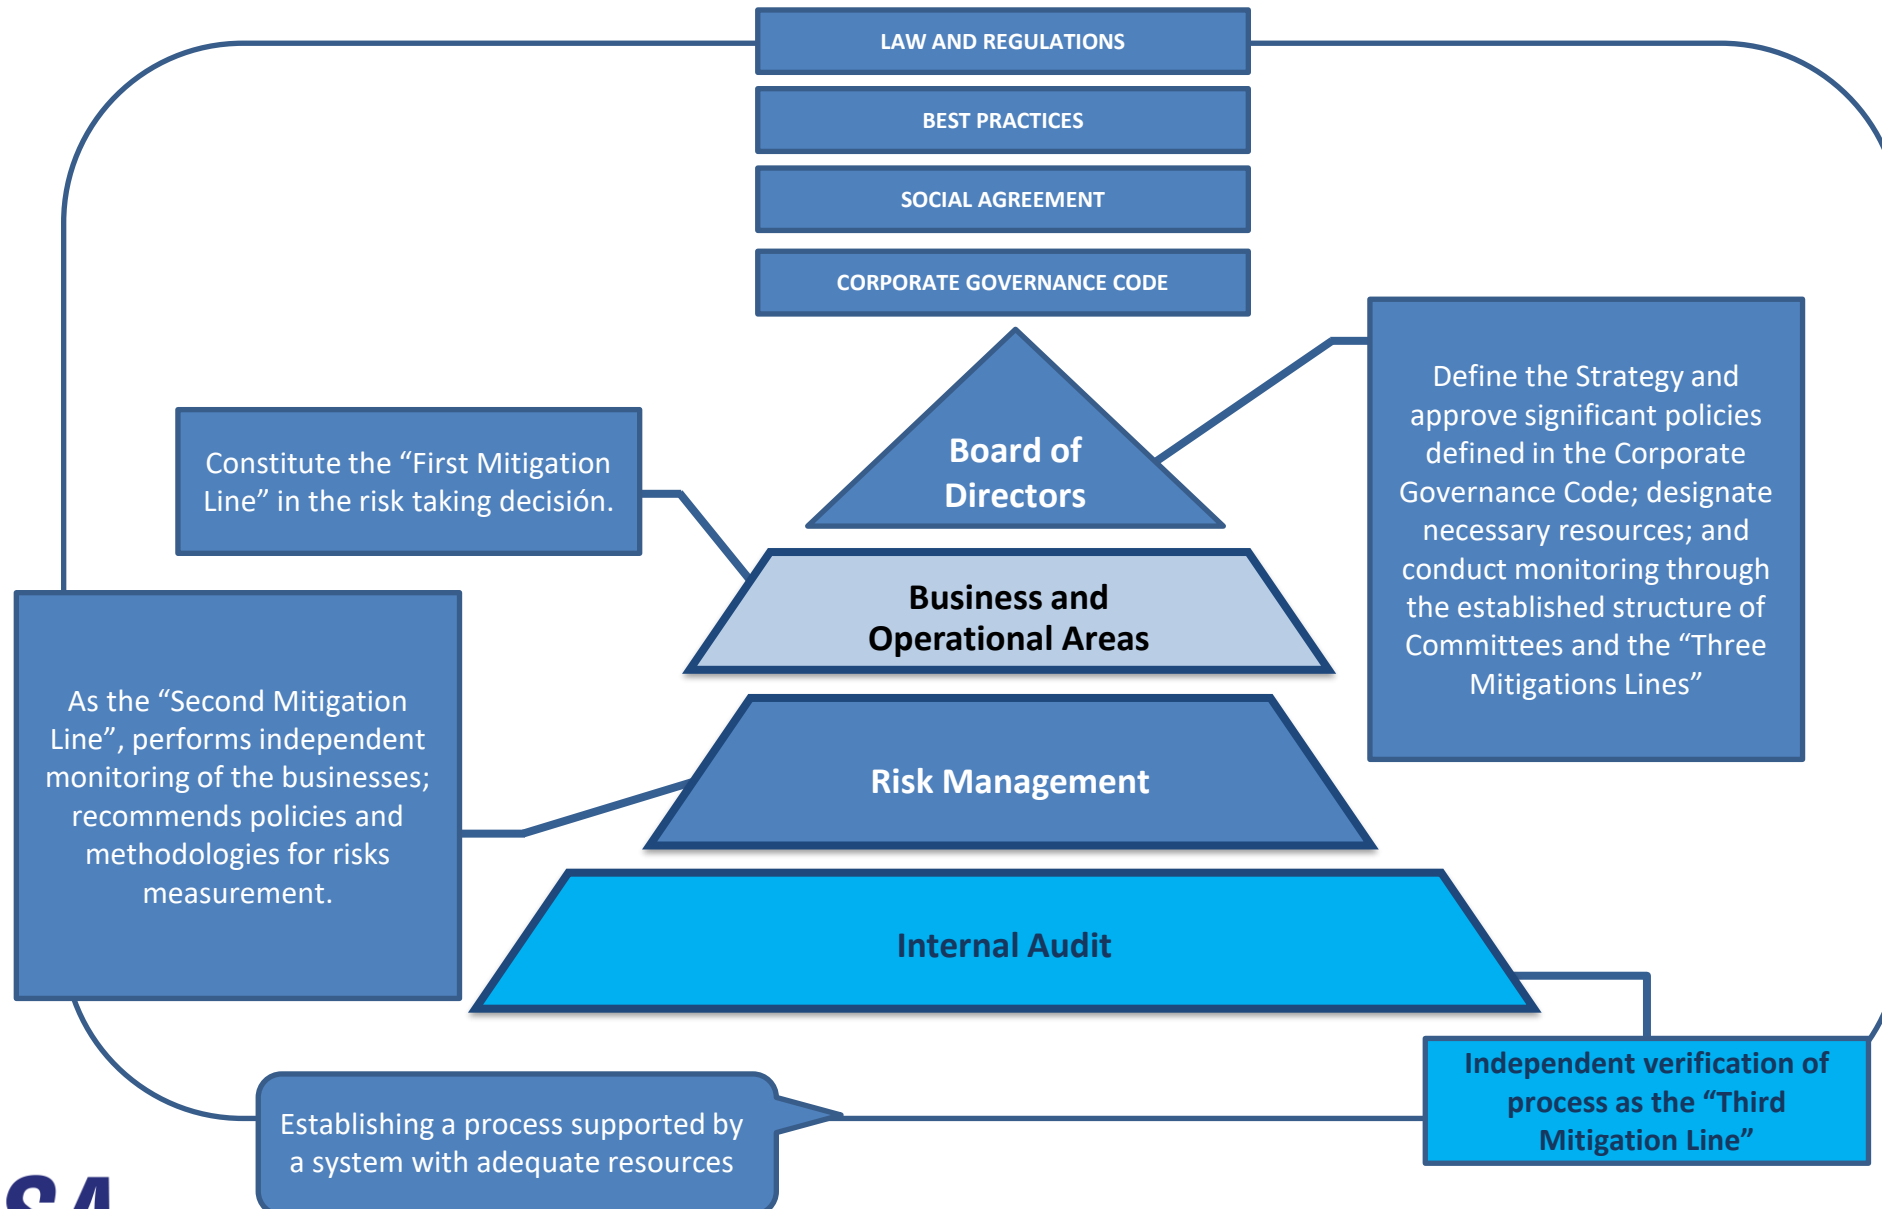 LAW AND REGULATIONS
BEST PRACTICES
SOCIAL AGREEMENT
CORPORATE GOVERNANCE CODE
Define the Strategy and
approve significant policies
defined in the Corporate
Governance Code; designate
necessary resources; and
conduct monitoring through
the established structure of
Committees and the “Three
Mitigations Lines”
Board of
Directors
Constitute the “First Mitigation
Line” in the risk taking decisión.
Business and
Operational Areas
As the “Second Mitigation
Line”, performs independent
monitoring of the businesses;
recommends policies and
methodologies for risks
measurement.
Risk Management
Internal Audit
Independent verification of
process as the “Third
Mitigation Line”
Establishing a process supported by
a system with adequate resources
SA